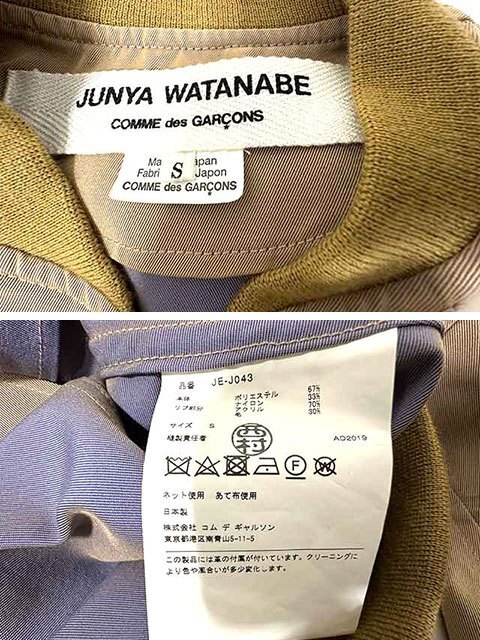 JUNYA WATANABE
COMME des GARÇONS
Ma apan
Fabri Japon
S
COMME des GARÇONS
品番 JE-J043
本体 ポリエステル 67%
ナイロン 33%
リブ部分 アクリル 70%
毛 30%
サイズ S
縫製責任者 西村 AD2019
ネット使用 あて布使用
日本製
株式会社 コム デ ギャルソン
東京都港区南青山5-11-5
この製品には革の付属が付いています。クリーニングに
より色や風合いが多少変化します。